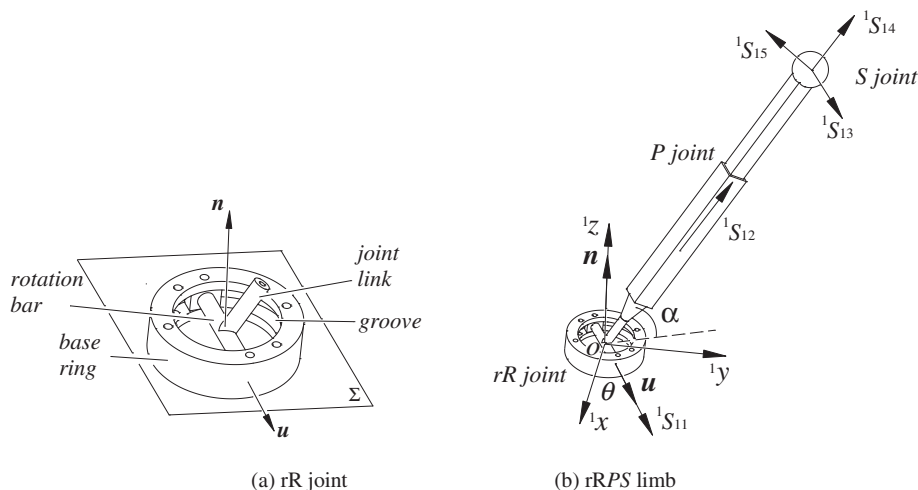 n
rotation
bar
joint
link
groove
base
ring
Σ
u
(a) rR joint
¹S₁₄
¹S₁₅
S joint
¹S₁₃
P joint
¹S₁₂
¹z
n
α
o
¹y
rR joint
θ
u
¹x
¹S₁₁
(b) rRPS limb